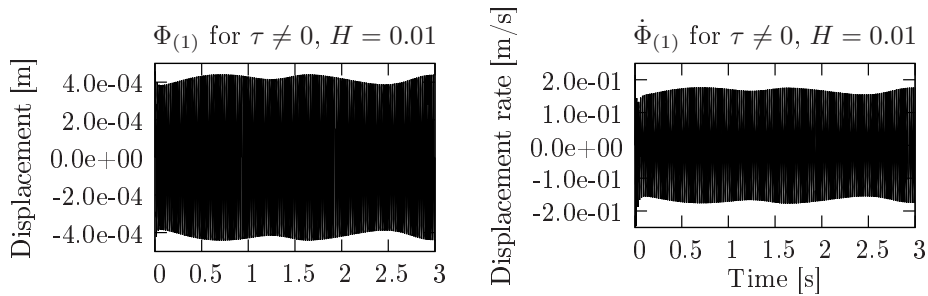 Φ(1) for τ ≠ 0, H = 0.01
Displacement [m]
4.0e-04
2.0e-04
0.0e+00
-2.0e-04
-4.0e-04
0 0.5 1 1.5 2 2.5 3
Φ̇(1) for τ ≠ 0, H = 0.01
Displacement rate [m/s]
2.0e-01
1.0e-01
0.0e+00
-1.0e-01
-2.0e-01
0 0.5 1 1.5 2 2.5 3
Time [s]